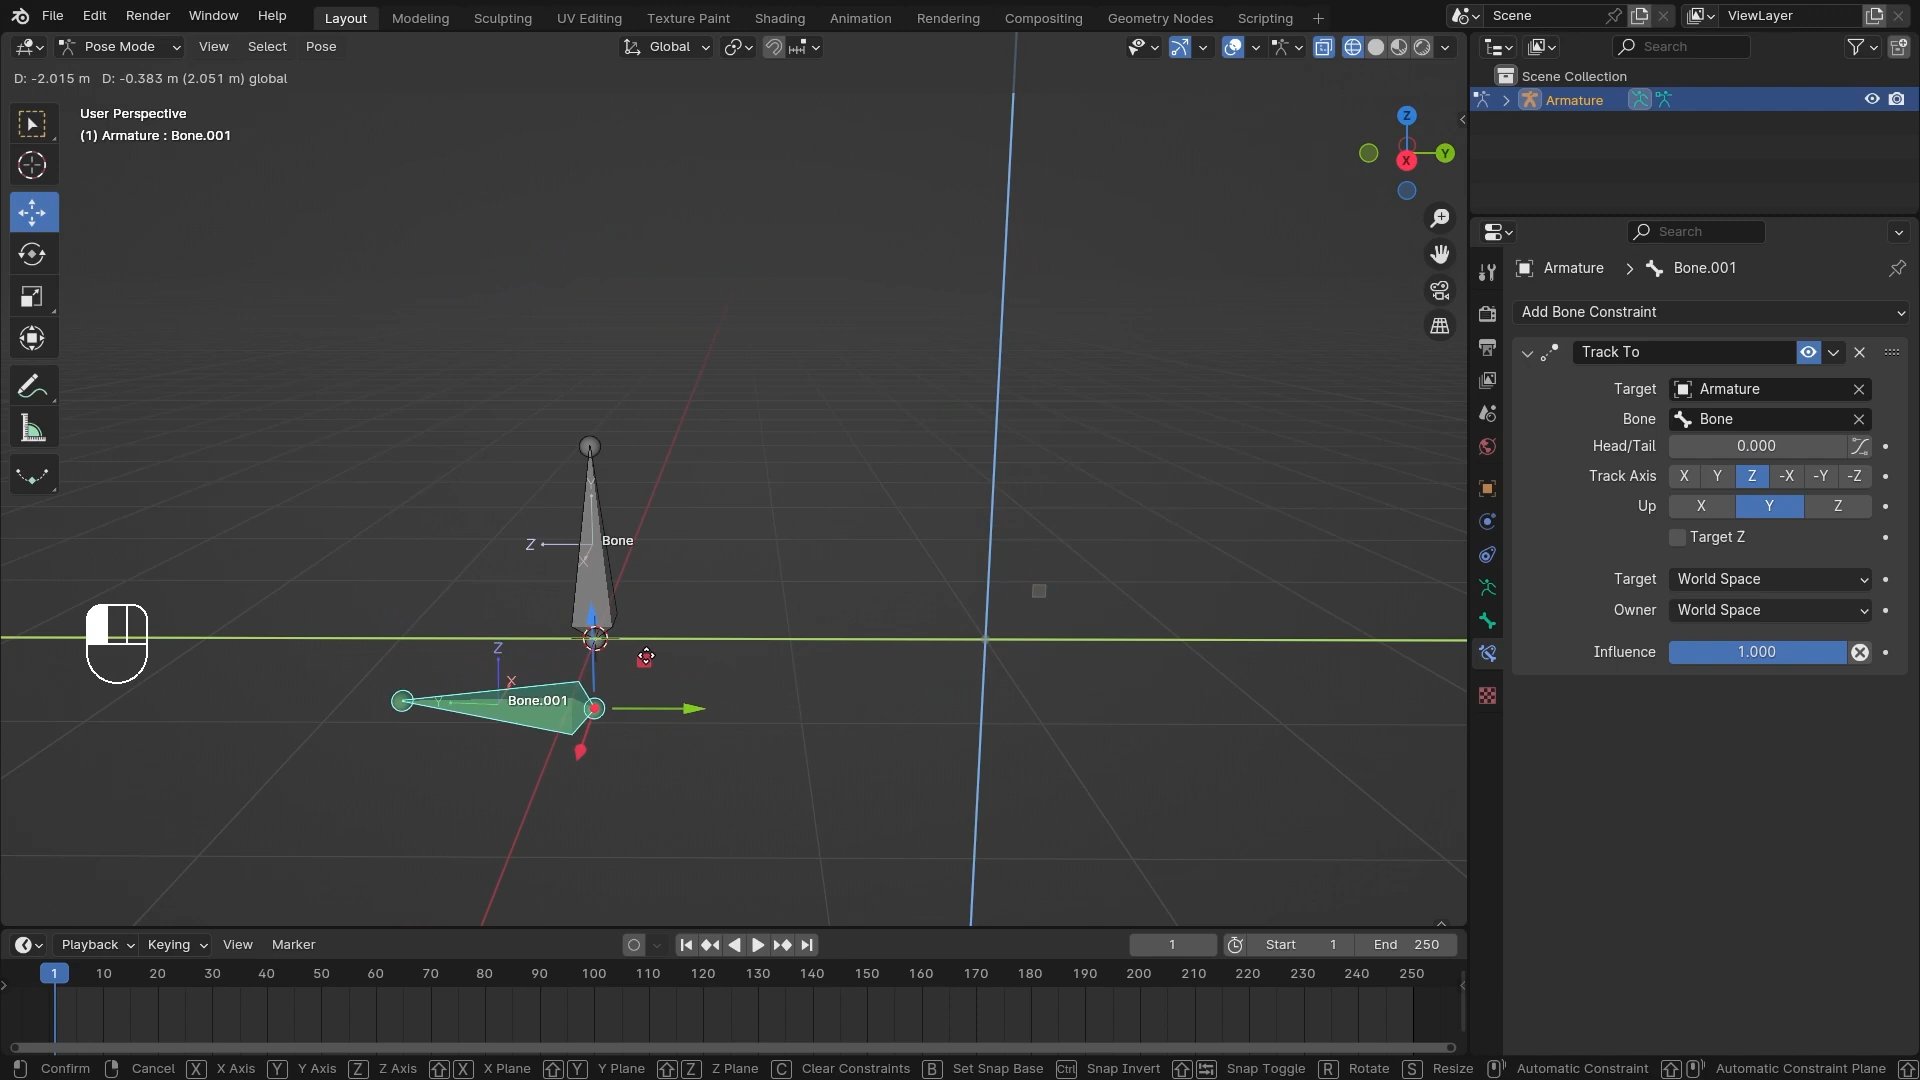 File Edit Render Window Help Layout Modeling Sculpting UV Editing Texture Paint Shading Animation Rendering Compositing Geometry Nodes Scripting + Scene ViewLayer
Pose Mode View Select Pose Global Search
D: -2.015 m D: -0.383 m (2.051 m) global
User Perspective
(1) Armature : Bone.001
Z
Y
X
Z
Bone
Y
X
Z
X
Y
Bone.001
Scene Collection
Armature
Search
Armature > Bone.001
Add Bone Constraint
Track To
Target Armature
Bone Bone
Head/Tail 0.000
Track Axis X Y Z -X -Y -Z
Up X Y Z
Target Z
Target World Space
Owner World Space
Influence 1.000
Playback Keying View Marker 1 Start 1 End 250
1 10 20 30 40 50 60 70 80 90 100 110 120 130 140 150 160 170 180 190 200 210 220 230 240 250
Confirm Cancel X X Axis Y Y Axis Z Z Axis X X Plane Y Y Plane Z Z Plane C Clear Constraints B Set Snap Base Ctrl Snap Invert Snap Toggle R Rotate S Resize Automatic Constraint Automatic Constraint Plane